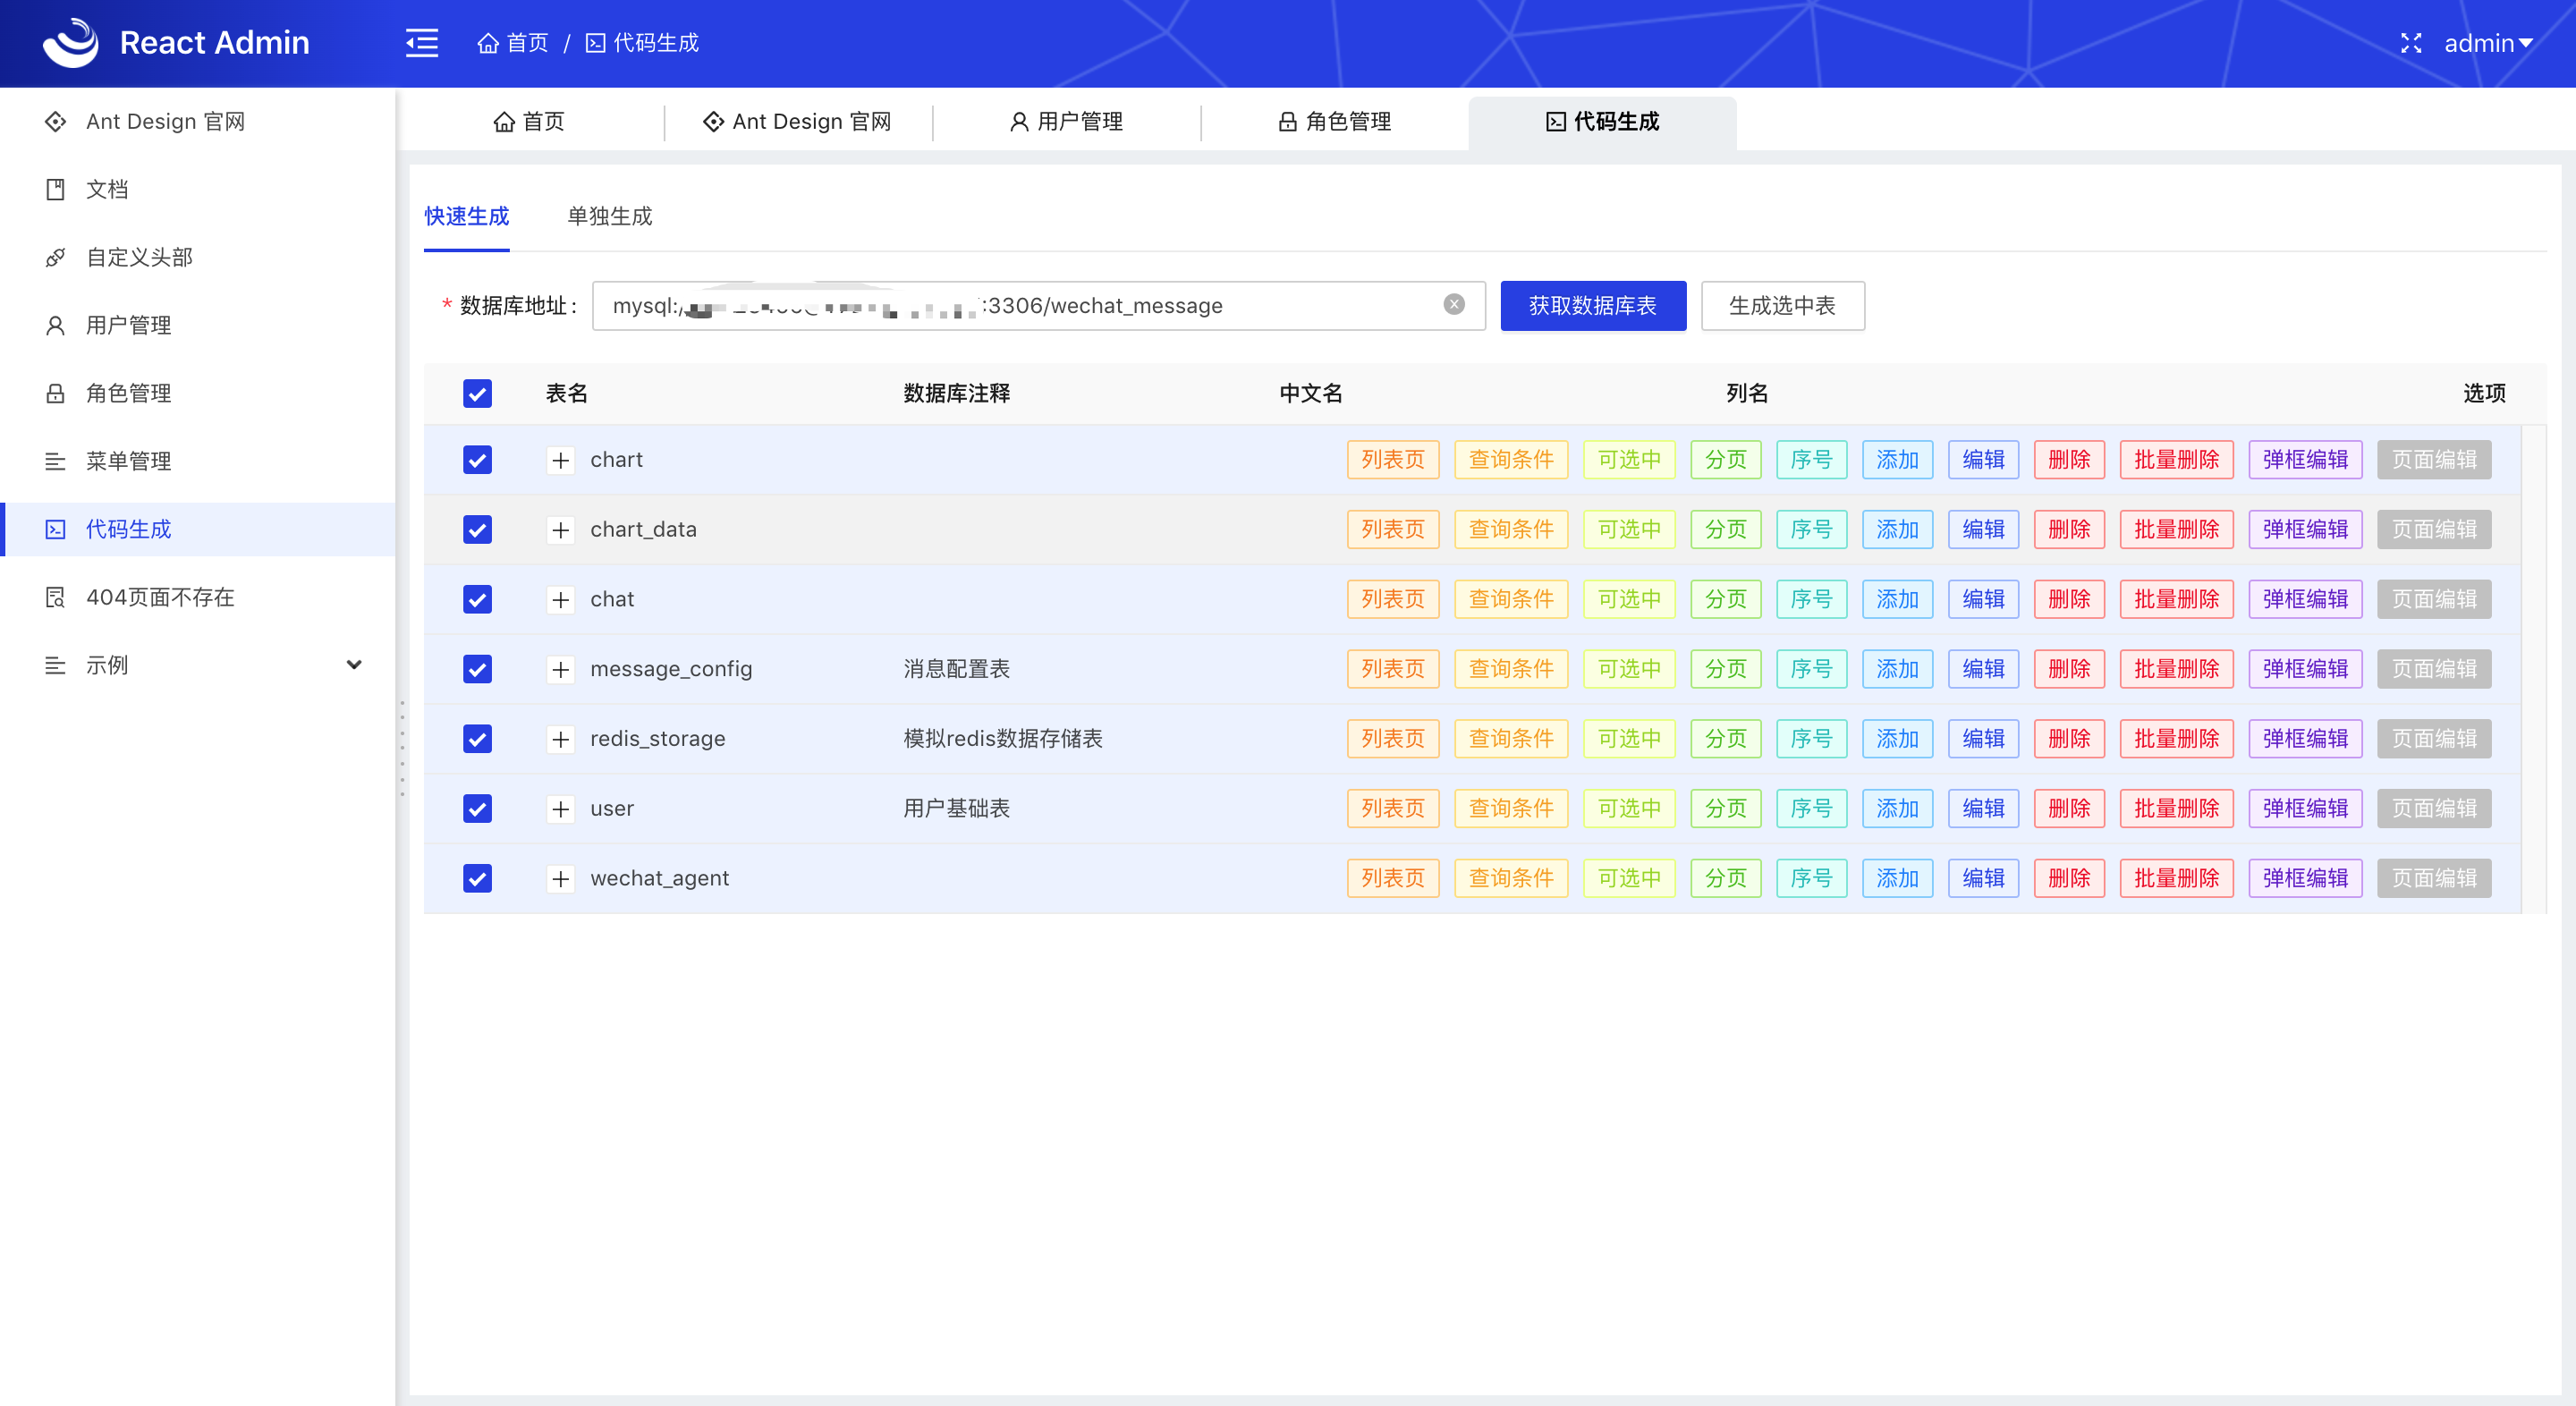 React Admin
首页 / 代码生成
admin
Ant Design 官网
文档
自定义头部
用户管理
角色管理
菜单管理
代码生成
404页面不存在
示例
首页 Ant Design 官网 用户管理 角色管理 代码生成
快速生成 单独生成
* 数据库地址: mysql:/ :3306/wechat_message 获取数据库表 生成选中表
表名 数据库注释 中文名 列名 选项
chart 列表页 查询条件 可选中 分页 序号 添加 编辑 删除 批量删除 弹框编辑 页面编辑
chart_data 列表页 查询条件 可选中 分页 序号 添加 编辑 删除 批量删除 弹框编辑 页面编辑
chat 列表页 查询条件 可选中 分页 序号 添加 编辑 删除 批量删除 弹框编辑 页面编辑
message_config 消息配置表 列表页 查询条件 可选中 分页 序号 添加 编辑 删除 批量删除 弹框编辑 页面编辑
redis_storage 模拟redis数据存储表 列表页 查询条件 可选中 分页 序号 添加 编辑 删除 批量删除 弹框编辑 页面编辑
user 用户基础表 列表页 查询条件 可选中 分页 序号 添加 编辑 删除 批量删除 弹框编辑 页面编辑
wechat_agent 列表页 查询条件 可选中 分页 序号 添加 编辑 删除 批量删除 弹框编辑 页面编辑